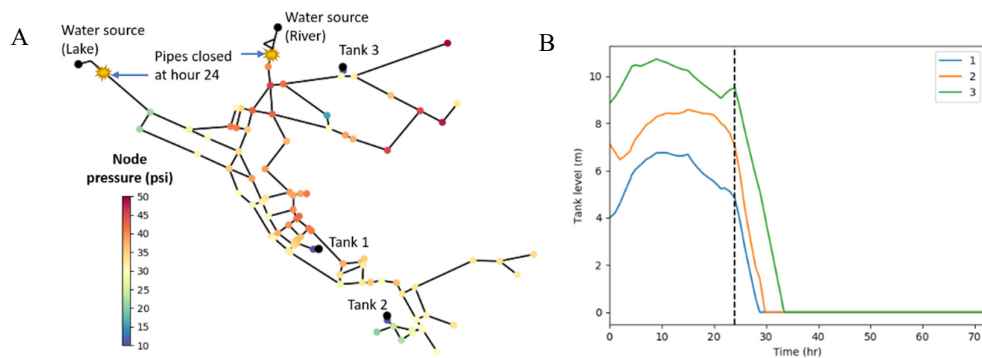 A
Water source
(Lake)
Pipes closed
at hour 24
Water source
(River)
Tank 3
Node
pressure (psi)
50
45
40
35
30
25
20
15
10
Tank 1
Tank 2
B
Tank level (m)
10
8
6
4
2
0
0
10
20
30
40
50
60
70
Time (hr)
1
2
3